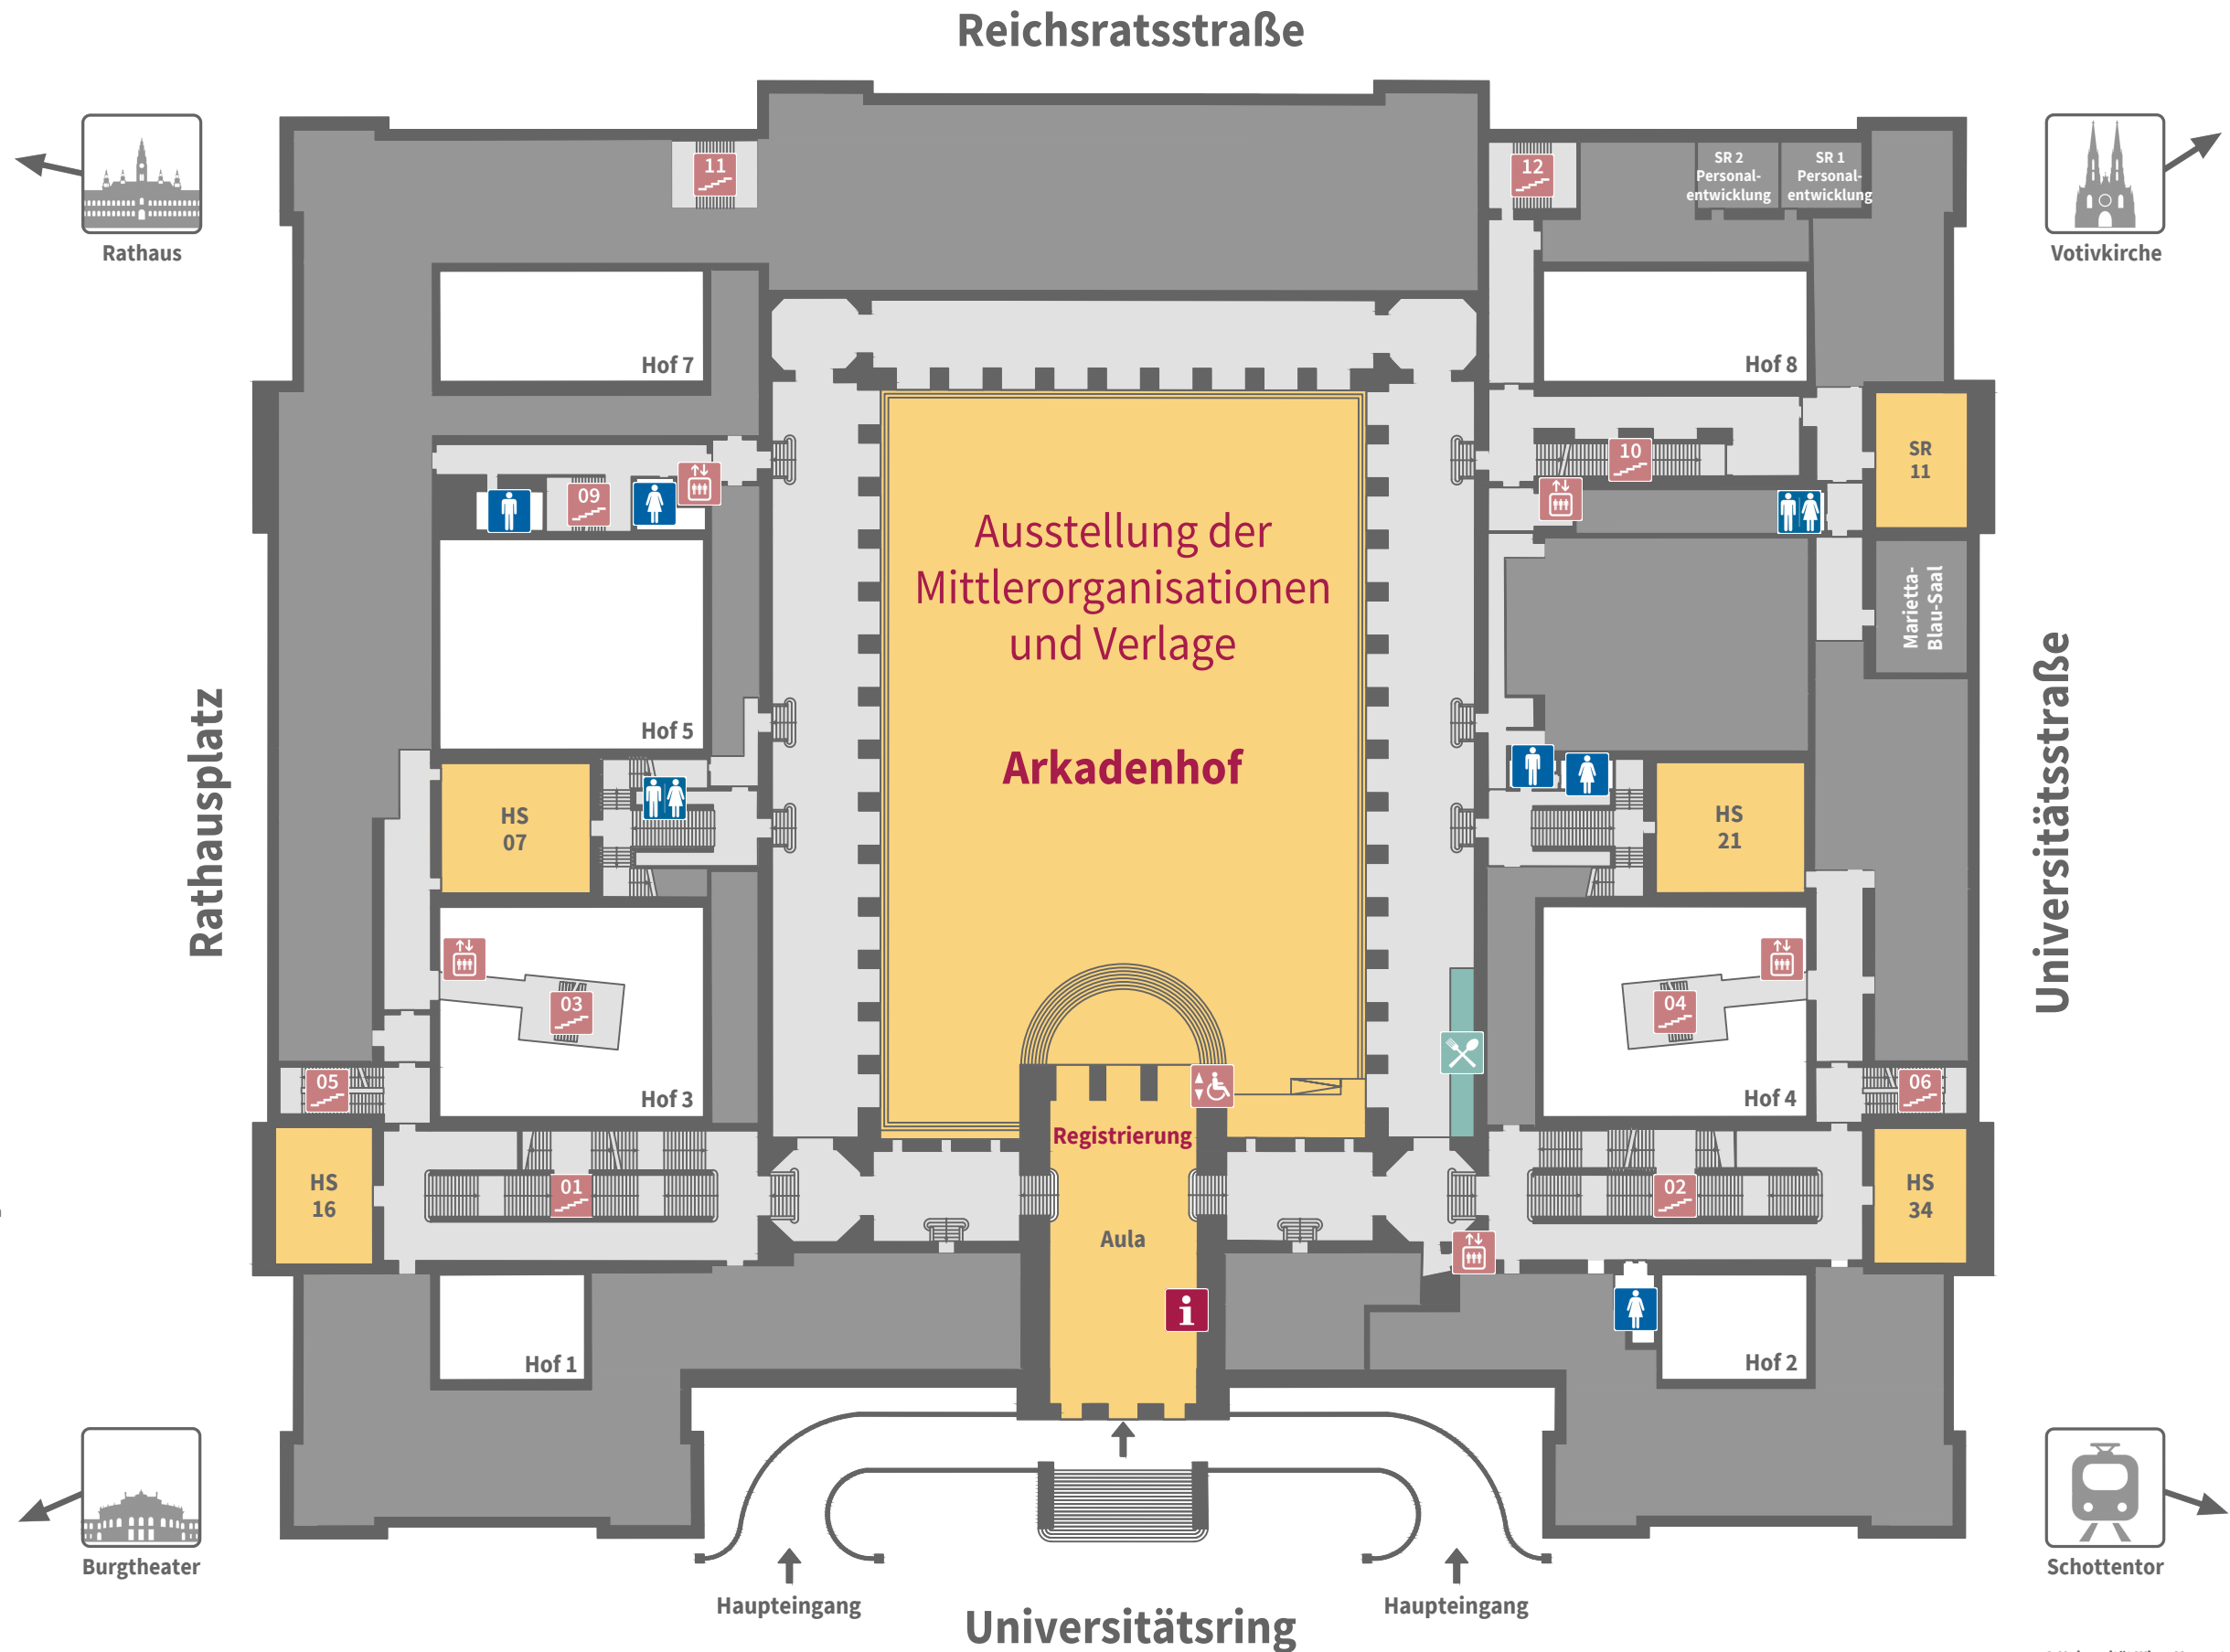 Reichsratsstraße
Rathaus
Votivkirche
11
12
SR 2
Personal-
entwicklung
SR 1
Personal-
entwicklung
Hof 7
Hof 8
09
10
SR
11
Ausstellung der
Mittlerorganisationen
und Verlage
Arkadenhof
Marietta-
Blau-Saal
Rathausplatz
Universitätsstraße
Hof 5
HS
07
HS
21
03
04
Hof 3
Hof 4
05
06
Registrierung
HS
16
01
02
HS
34
Aula
i
Hof 1
Hof 2
Burgtheater
Schottentor
Haupteingang
Haupteingang
Universitätsring